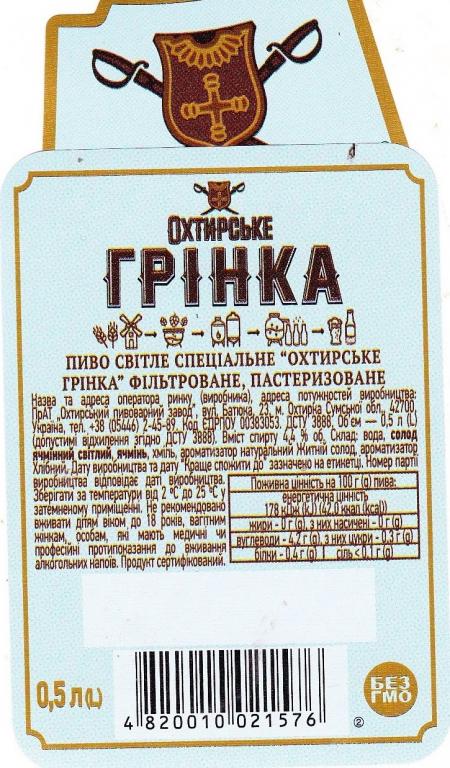 ОХТИРСЬКЕ
ГРІНКА
ПИВО СВІТЛЕ СПЕЦІАЛЬНЕ "ОХТИРСЬКЕ
ГРІНКА" ФІЛЬТРОВАНЕ, ПАСТЕРИЗОВАНЕ
Назва та адреса оператора ринку (виробника), адреса потужностей виробництва:
ПрАТ „Охтирський пивоварний завод", вул. Батюка, 23, м. Охтирка Сумської обл., 42700,
Україна, тел. +38 (05446) 2-45-89. Код ЄДРПОУ 00383053. ДСТУ 3888. Об'єм — 0,5 л (L)
(допустимі відхилення згідно ДСТУ 3888). Вміст спирту 4,4 % об. Склад: вода, солод
ячмінний світлий, ячмінь, хміль, ароматизатор натуральний Житній солод, ароматизатор
Хлібний. Дату виробництва та дату "Краще спожити до" зазначено на етикетці. Номер партії
виробництва відповідає даті виробництва.
Зберігати за температури від 2 °С до 25 °С у
затемненому приміщенні. Не рекомендовано
вживати дітям віком до 18 років, вагітним
жінкам, особам, які мають медичні чи
професійні протипоказання до вживання
алкогольних напоїв. Продукт сертифікований.
Поживна цінність на 100 г (g) пива:
енергетична цінність
178 кДж (kJ) (42,0 ккал (kcal))
жири - 0 г (g), з них насичені - 0 г (g)
вуглеводи - 4,2 г (g), з них цукри - 0,3 г (g)
білки - 0,4 г (g) сіль < 0,1 г (g)
0,5 л (L)
4 820010 021576
②
БЕЗ
ГМО